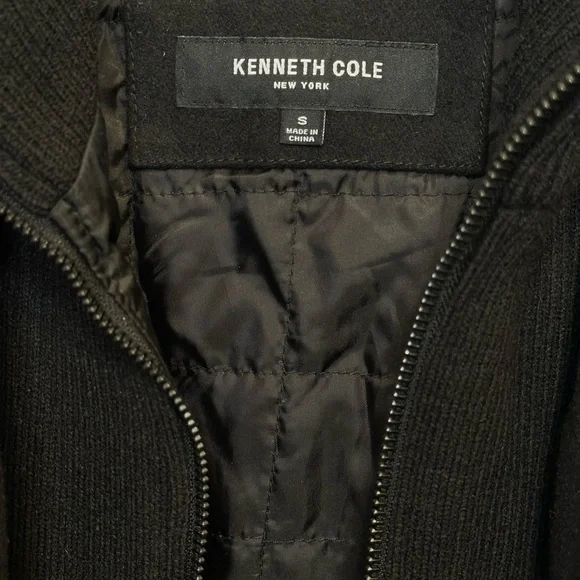 KENNETH COLE
NEW YORK
S
MADE IN
CHINA